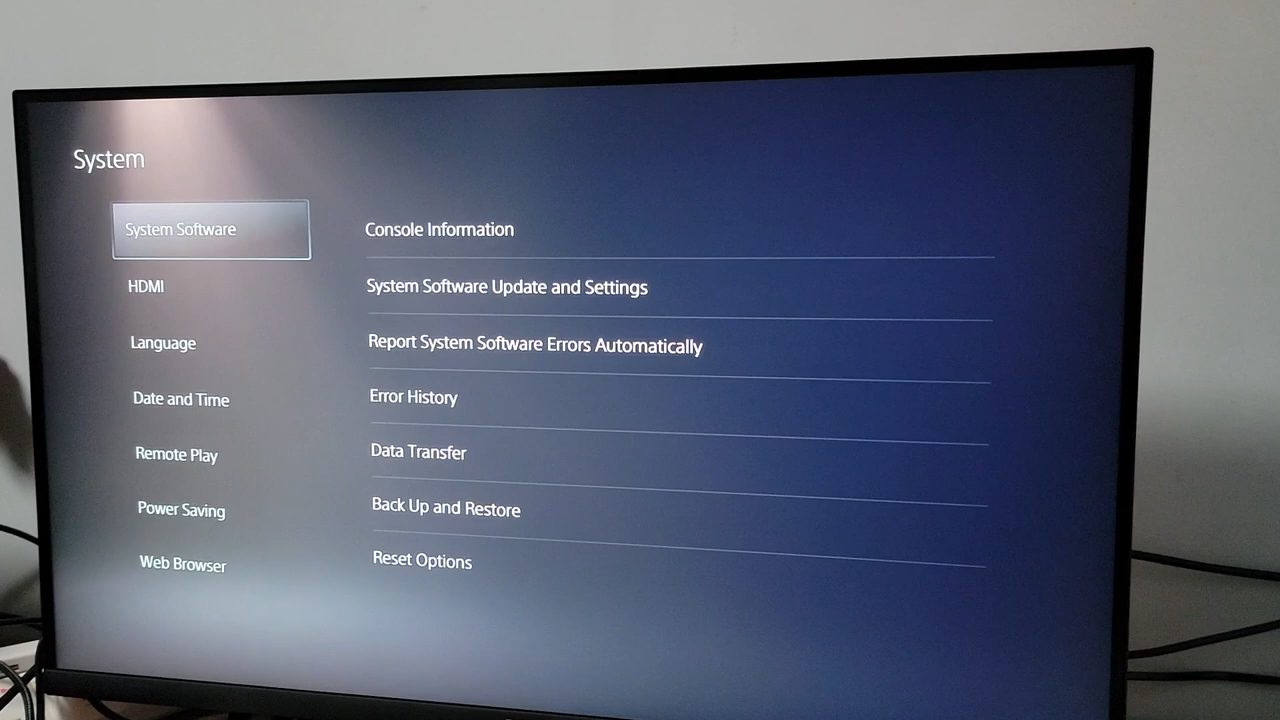 System
System Software
HDMI
Language
Date and Time
Remote Play
Power Saving
Web Browser
Console Information
System Software Update and Settings
Report System Software Errors Automatically
Error History
Data Transfer
Back Up and Restore
Reset Options